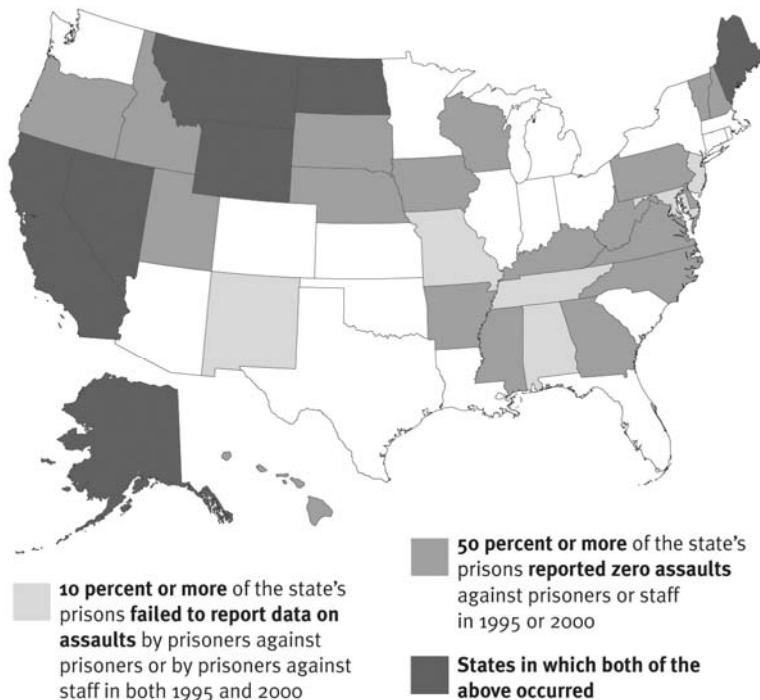 10 percent or more of the state's
prisons failed to report data on
assaults by prisoners against
prisoners or by prisoners against
staff in both 1995 and 2000
50 percent or more of the state's
prisons reported zero assaults
against prisoners or staff
in 1995 or 2000
States in which both of the
above occurred